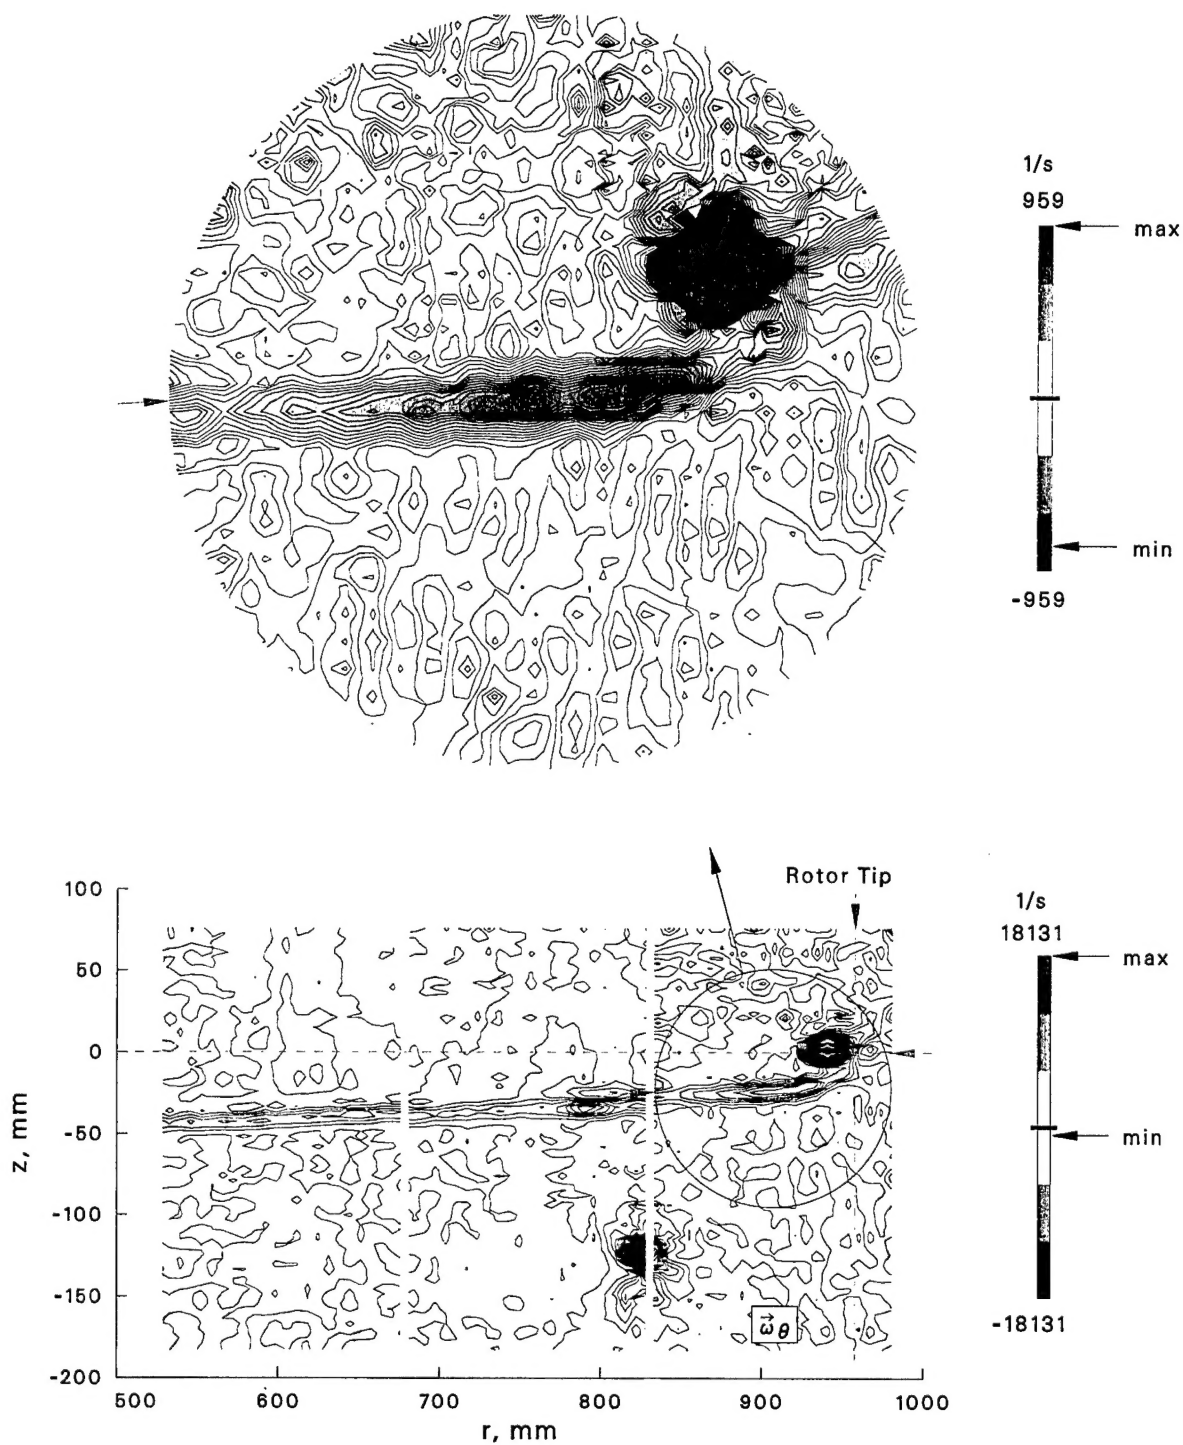 1/s
959
max
min
-959
Rotor Tip
1/s
18131
max
min
-18131
100
50
0
-50
-100
-150
-200
z, mm
ω⃗ θ
500 600 700 800 900 1000
r, mm